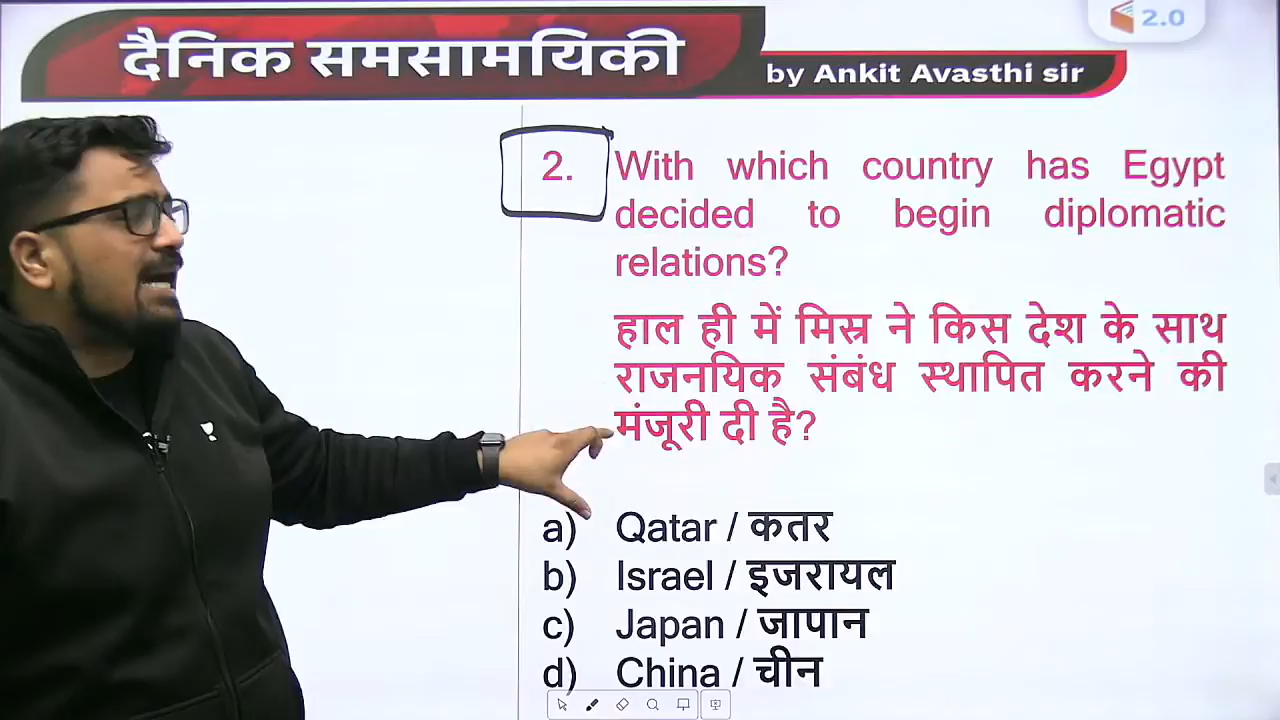 2.0
दैनिक समसामयिकी
by Ankit Avasthi sir
2. With which country has Egypt
decided to begin diplomatic
relations?
हाल ही में मिस्र ने किस देश के साथ
राजनयिक संबंध स्थापित करने की
मंजूरी दी है?
a) Qatar / कतर
b) Israel / इजरायल
c) Japan / जापान
d) China / चीन